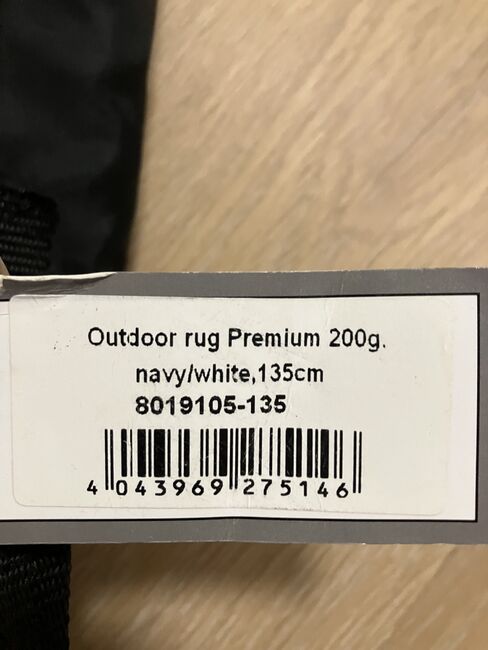 Outdoor rug Premium 200g.
navy/white,135cm
8019105-135
4 043969 275146